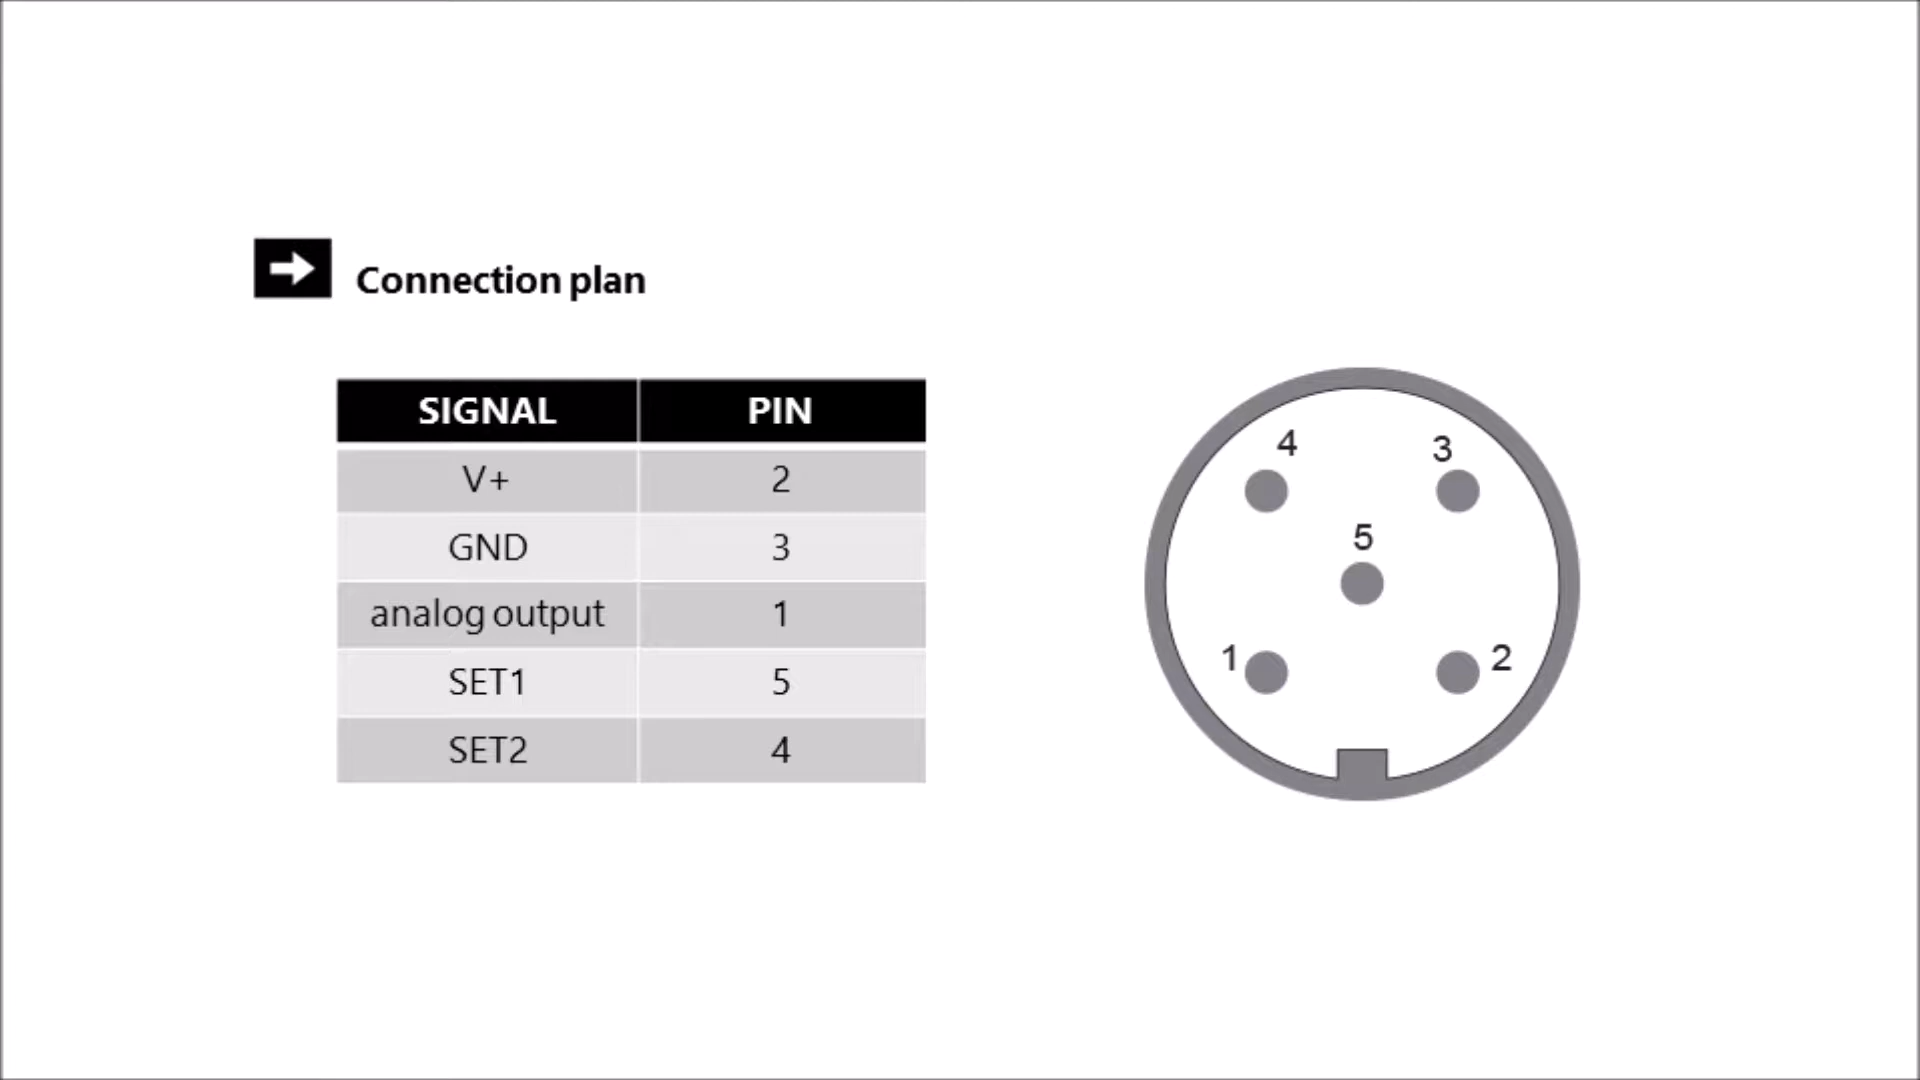 Connection plan
SIGNAL PIN
V+ 2
GND 3
analog output 1
SET1 5
SET2 4
4 3
5
1 2